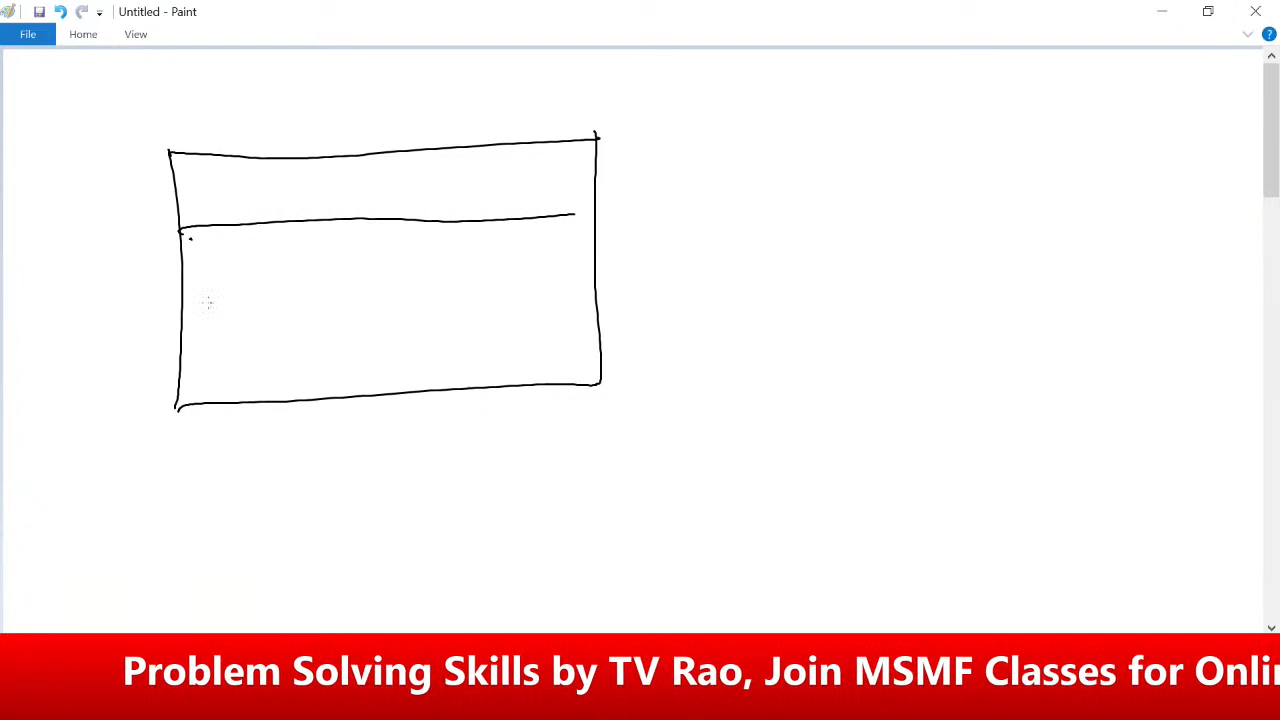 Untitled - Paint
File Home View
Problem Solving Skills by TV Rao, Join MSMF Classes for Onli